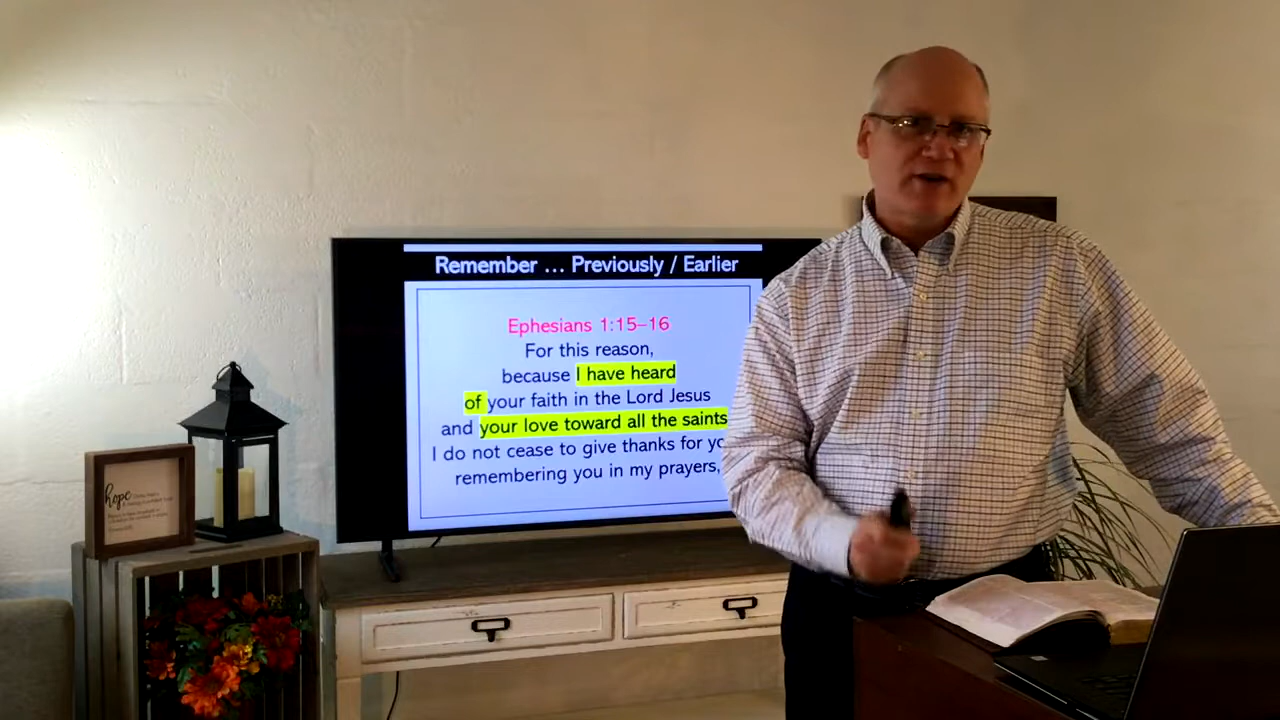 Remember ... Previously / Earlier
Ephesians 1:15–16
For this reason,
because I have heard
of your faith in the Lord Jesus
and your love toward all the saints
I do not cease to give thanks for
remembering you in my prayers,
hope